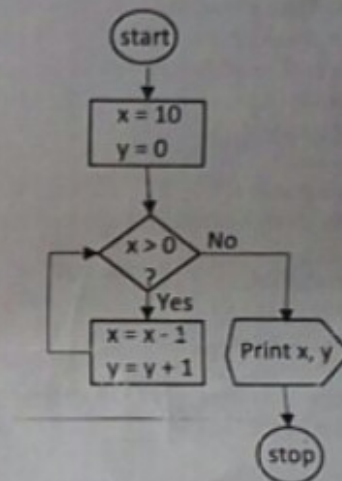 start
x = 10
y = 0
x > 0
?
No
Yes
x = x - 1
y = y + 1
Print x, y
stop